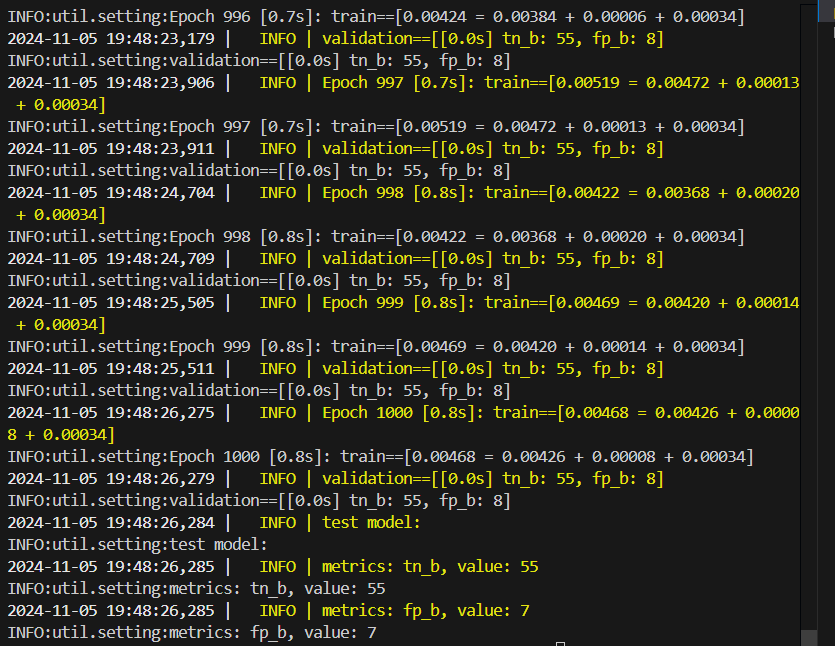 INFO:util.setting:Epoch 996 [0.7s]: train==[0.00424 = 0.00384 + 0.00006 + 0.00034]
2024-11-05 19:48:23,179 |   INFO | validation==[[0.0s] tn_b: 55, fp_b: 8]
INFO:util.setting:validation==[[0.0s] tn_b: 55, fp_b: 8]
2024-11-05 19:48:23,906 |   INFO | Epoch 997 [0.7s]: train==[0.00519 = 0.00472 + 0.00013
 + 0.00034]
INFO:util.setting:Epoch 997 [0.7s]: train==[0.00519 = 0.00472 + 0.00013 + 0.00034]
2024-11-05 19:48:23,911 |   INFO | validation==[[0.0s] tn_b: 55, fp_b: 8]
INFO:util.setting:validation==[[0.0s] tn_b: 55, fp_b: 8]
2024-11-05 19:48:24,704 |   INFO | Epoch 998 [0.8s]: train==[0.00422 = 0.00368 + 0.00020
 + 0.00034]
INFO:util.setting:Epoch 998 [0.8s]: train==[0.00422 = 0.00368 + 0.00020 + 0.00034]
2024-11-05 19:48:24,709 |   INFO | validation==[[0.0s] tn_b: 55, fp_b: 8]
INFO:util.setting:validation==[[0.0s] tn_b: 55, fp_b: 8]
2024-11-05 19:48:25,505 |   INFO | Epoch 999 [0.8s]: train==[0.00469 = 0.00420 + 0.00014
 + 0.00034]
INFO:util.setting:Epoch 999 [0.8s]: train==[0.00469 = 0.00420 + 0.00014 + 0.00034]
2024-11-05 19:48:25,511 |   INFO | validation==[[0.0s] tn_b: 55, fp_b: 8]
INFO:util.setting:validation==[[0.0s] tn_b: 55, fp_b: 8]
2024-11-05 19:48:26,275 |   INFO | Epoch 1000 [0.8s]: train==[0.00468 = 0.00426 + 0.0000
8 + 0.00034]
INFO:util.setting:Epoch 1000 [0.8s]: train==[0.00468 = 0.00426 + 0.00008 + 0.00034]
2024-11-05 19:48:26,279 |   INFO | validation==[[0.0s] tn_b: 55, fp_b: 8]
INFO:util.setting:validation==[[0.0s] tn_b: 55, fp_b: 8]
2024-11-05 19:48:26,284 |   INFO | test model:
INFO:util.setting:test model:
2024-11-05 19:48:26,285 |   INFO | metrics: tn_b, value: 55
INFO:util.setting:metrics: tn_b, value: 55
2024-11-05 19:48:26,285 |   INFO | metrics: fp_b, value: 7
INFO:util.setting:metrics: fp_b, value: 7